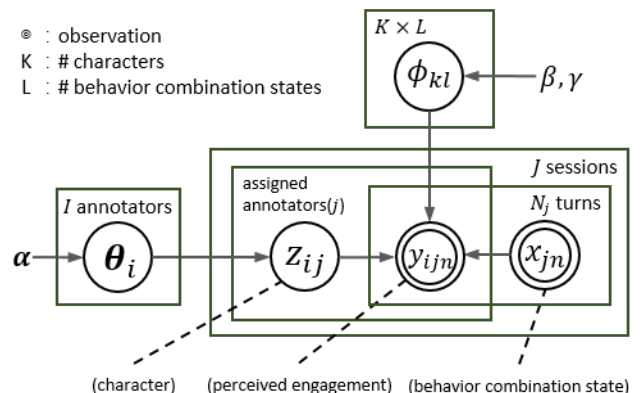 ⌾ : observation
K : # characters
L : # behavior combination states
K × L
ϕ_kl
β, γ
J sessions
assigned
annotators(j)
I annotators
N_j turns
α
θ_i
z_ij
y_ijn
x_jn
(character)
(perceived engagement)
(behavior combination state)